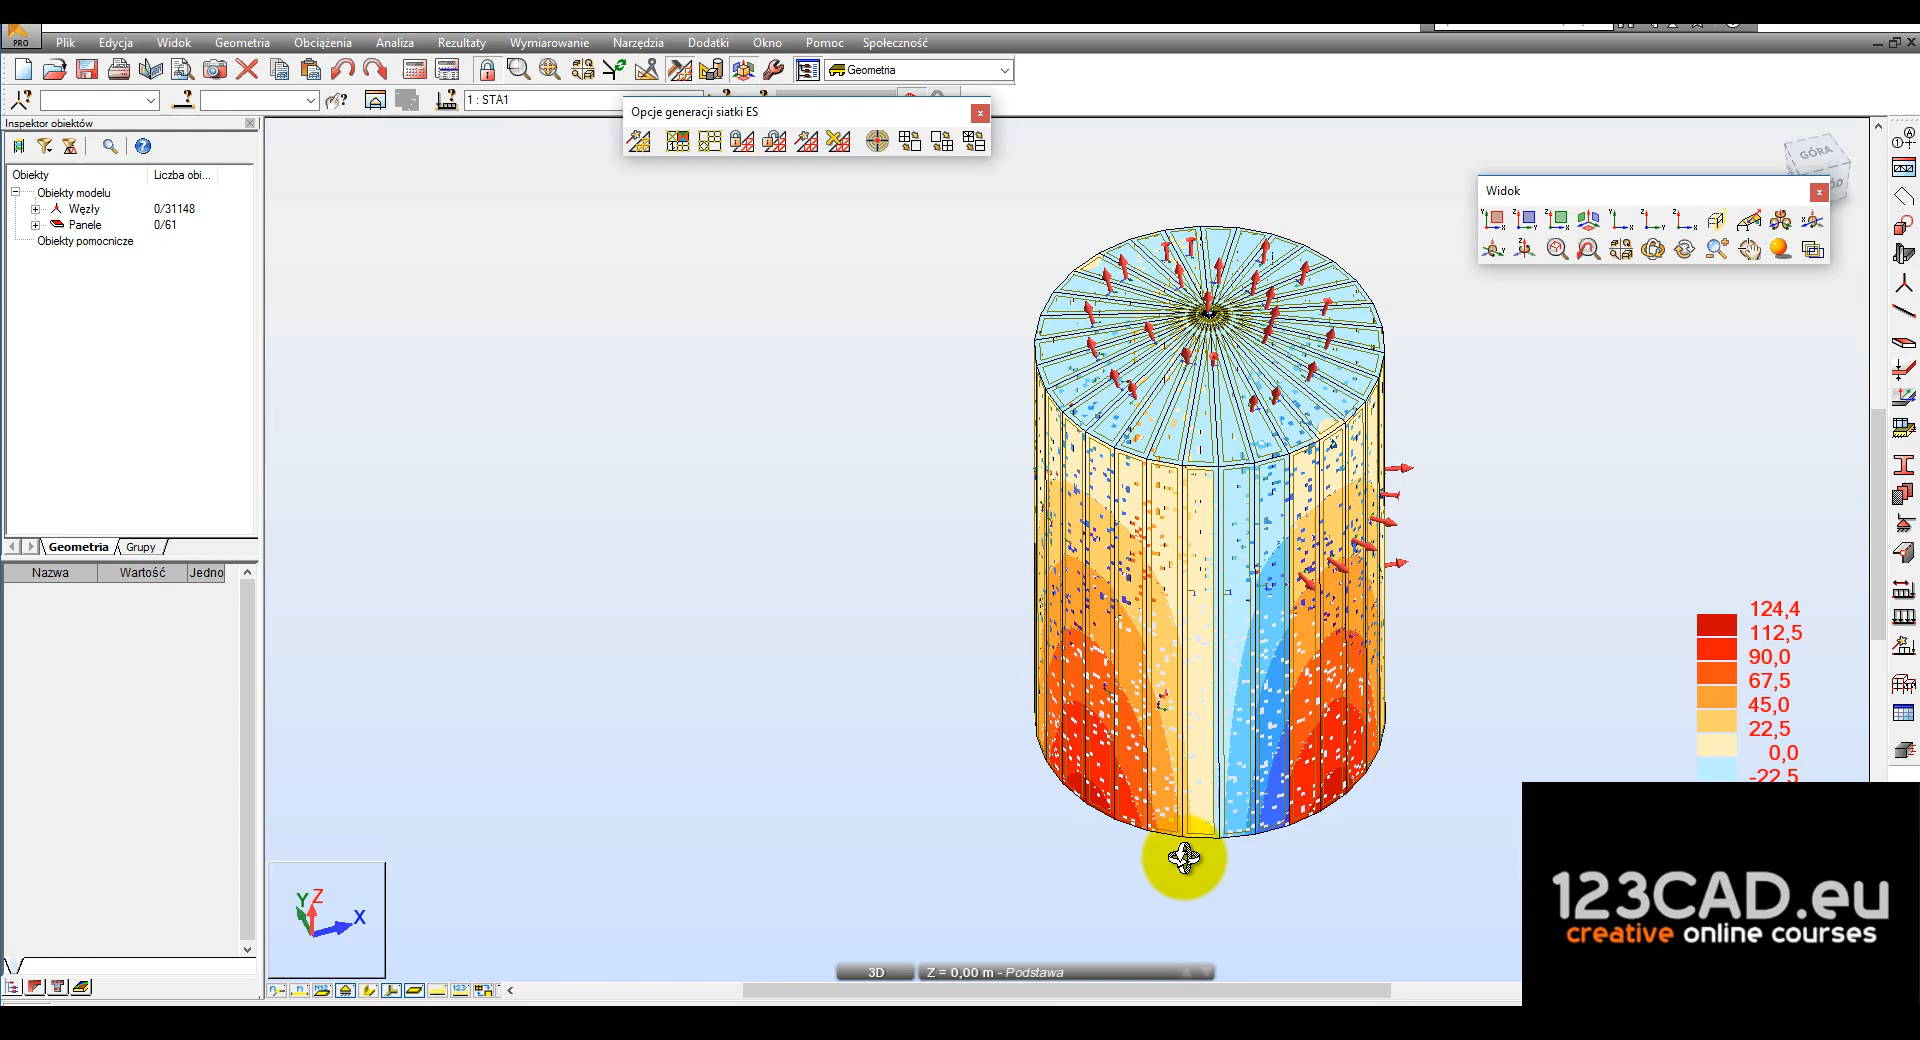 PRO
Plik Edycja Widok Geometria Obciążenia Analiza Rezultaty Wymiarowanie Narzędzia Dodatki Okno Pomoc Społeczność
Geometria
1 : STA1
Inspektor obiektów
Opcje generacji siatki ES
Obiekty Liczba obi...
Obiekty modelu
Węzły 0/31148
Panele 0/61
Obiekty pomocnicze
GÓRA
Widok
Geometria Grupy
Nazwa Wartość Jedno
124,4
112,5
90,0
67,5
45,0
22,5
0,0
-22,5
Y Z X
3D Z = 0,00 m - Podstawa
123CAD.eu
creative online courses